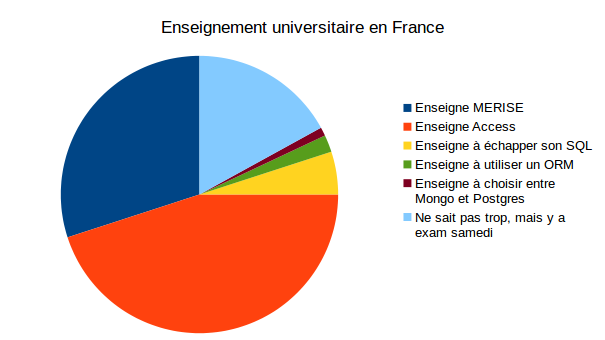 Enseignement universitaire en France
Enseigne MERISE
Enseigne Access
Enseigne à échapper son SQL
Enseigne à utiliser un ORM
Enseigne à choisir entre
Mongo et Postgres
Ne sait pas trop, mais y a
exam samedi